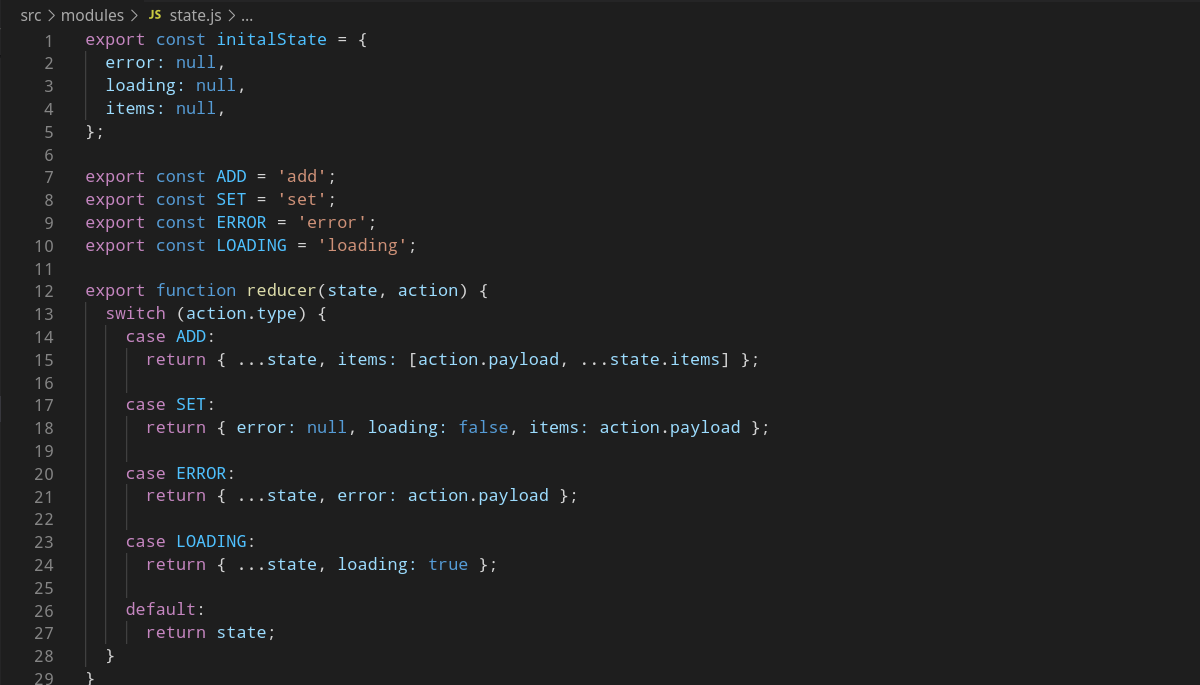 src > modules > JS state.js > ...
1 export const initalState = {
2   error: null,
3   loading: null,
4   items: null,
5 };
6
7 export const ADD = 'add';
8 export const SET = 'set';
9 export const ERROR = 'error';
10 export const LOADING = 'loading';
11
12 export function reducer(state, action) {
13   switch (action.type) {
14     case ADD:
15       return { ...state, items: [action.payload, ...state.items] };
16
17     case SET:
18       return { error: null, loading: false, items: action.payload };
19
20     case ERROR:
21       return { ...state, error: action.payload };
22
23     case LOADING:
24       return { ...state, loading: true };
25
26     default:
27       return state;
28   }
29 }